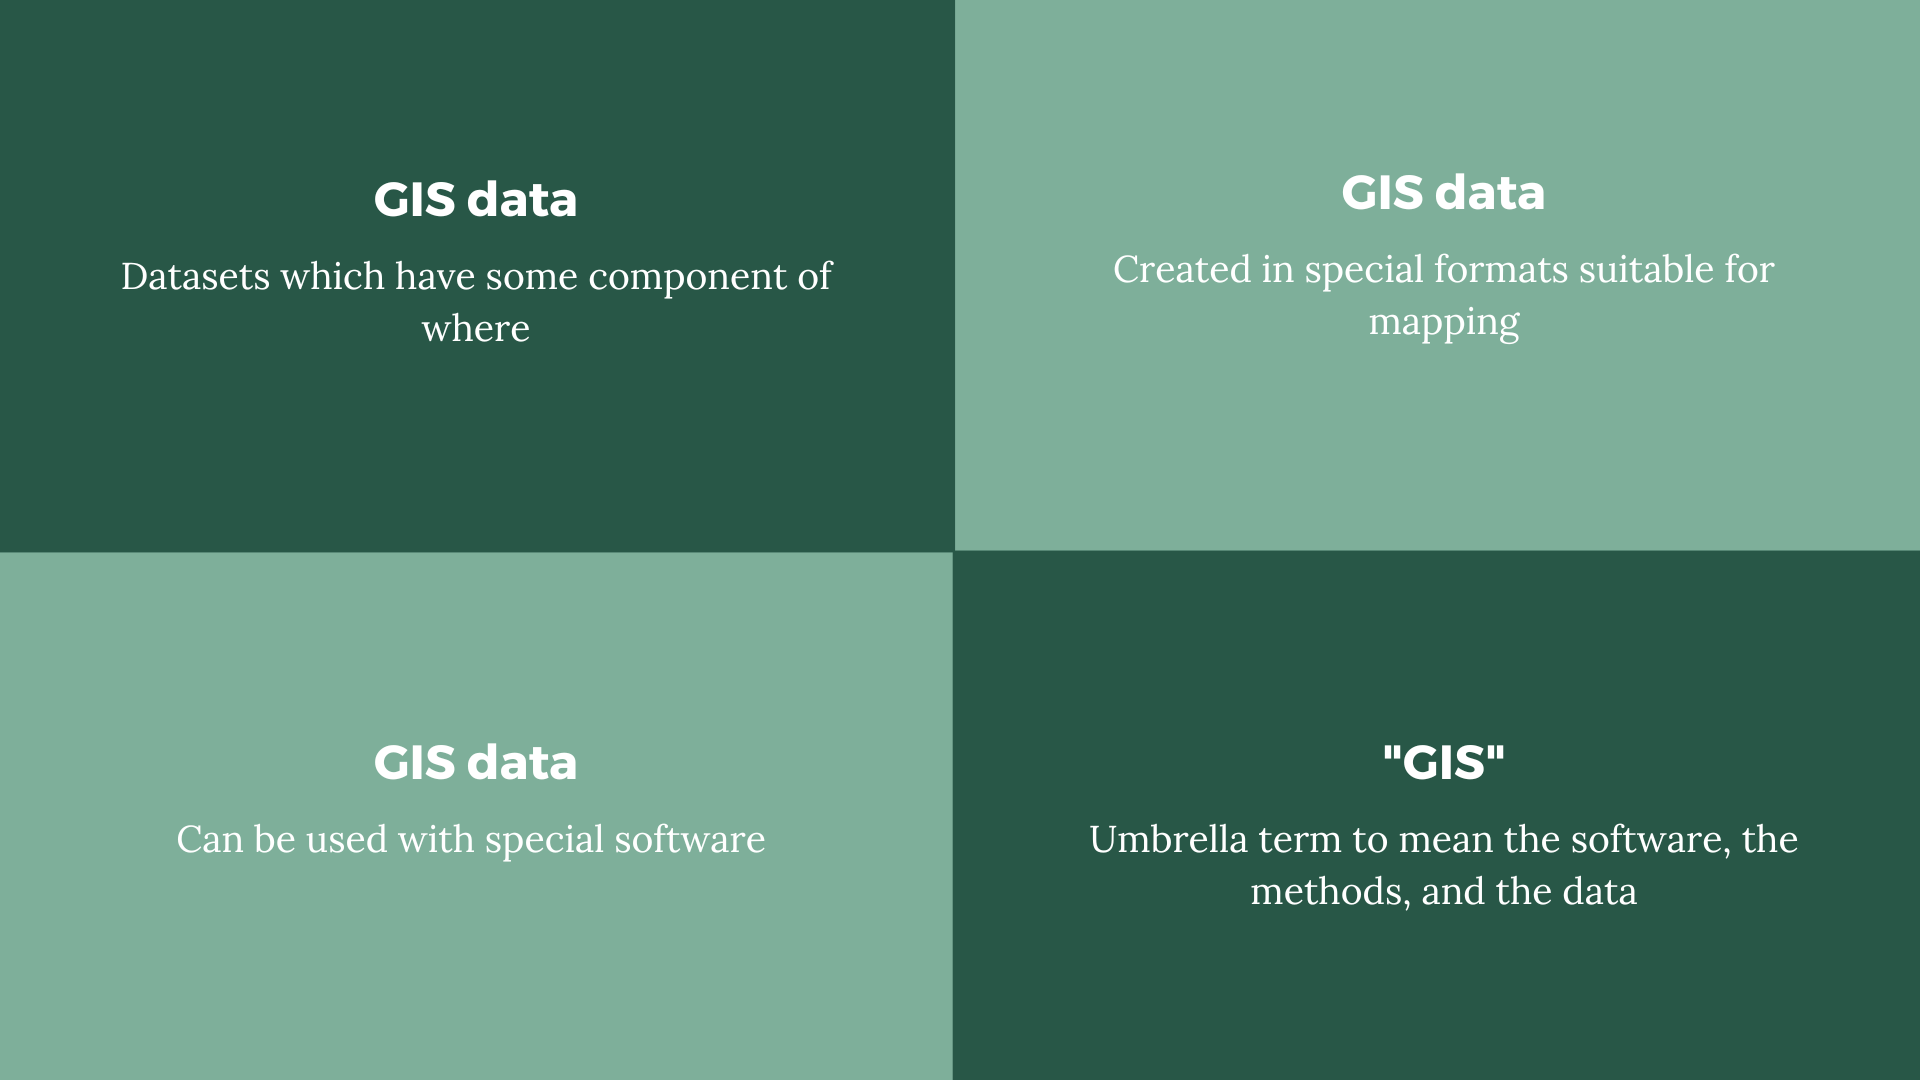 GIS data
Datasets which have some component of
where
GIS data
Created in special formats suitable for
mapping
GIS data
Can be used with special software
"GIS"
Umbrella term to mean the software, the
methods, and the data